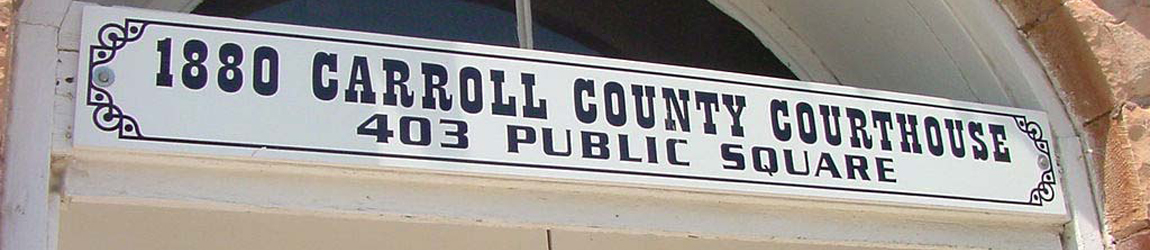 1880 CARROLL COUNTY COURTHOUSE
403 PUBLIC SQUARE